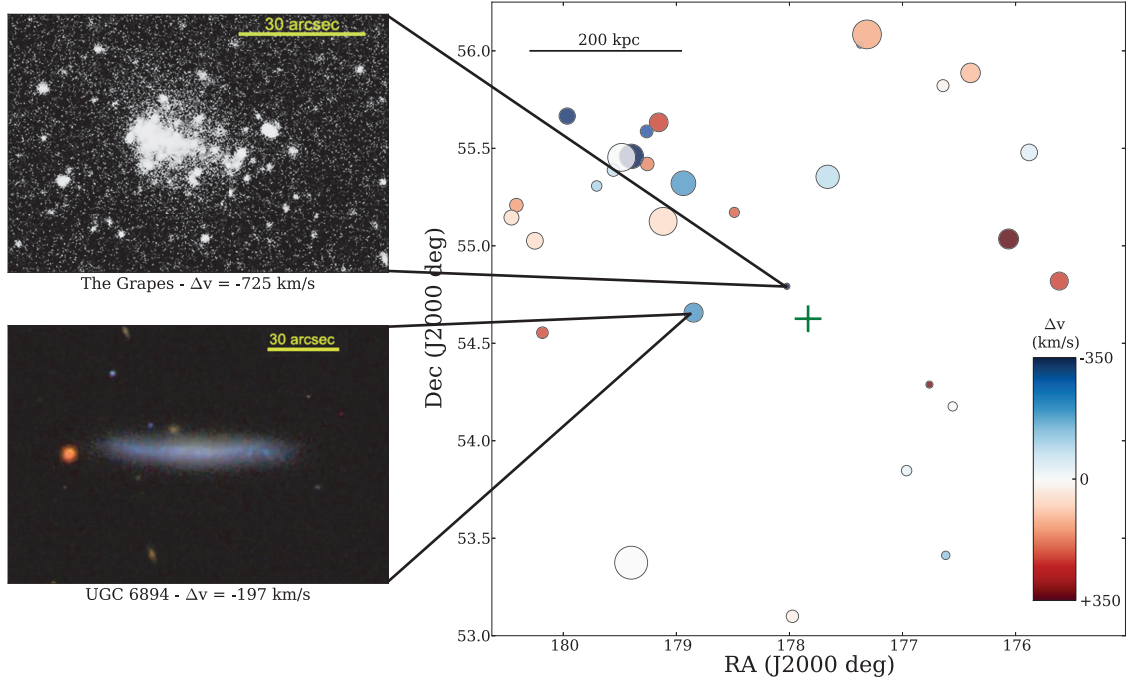 30 arcsec
The Grapes - Δv = -725 km/s
30 arcsec
UGC 6894 - Δv = -197 km/s
200 kpc
56.0
55.5
55.0
54.5
54.0
53.5
53.0
Dec (J2000 deg)
180
179
178
177
176
RA (J2000 deg)
Δv
(km/s)
-350
0
+350